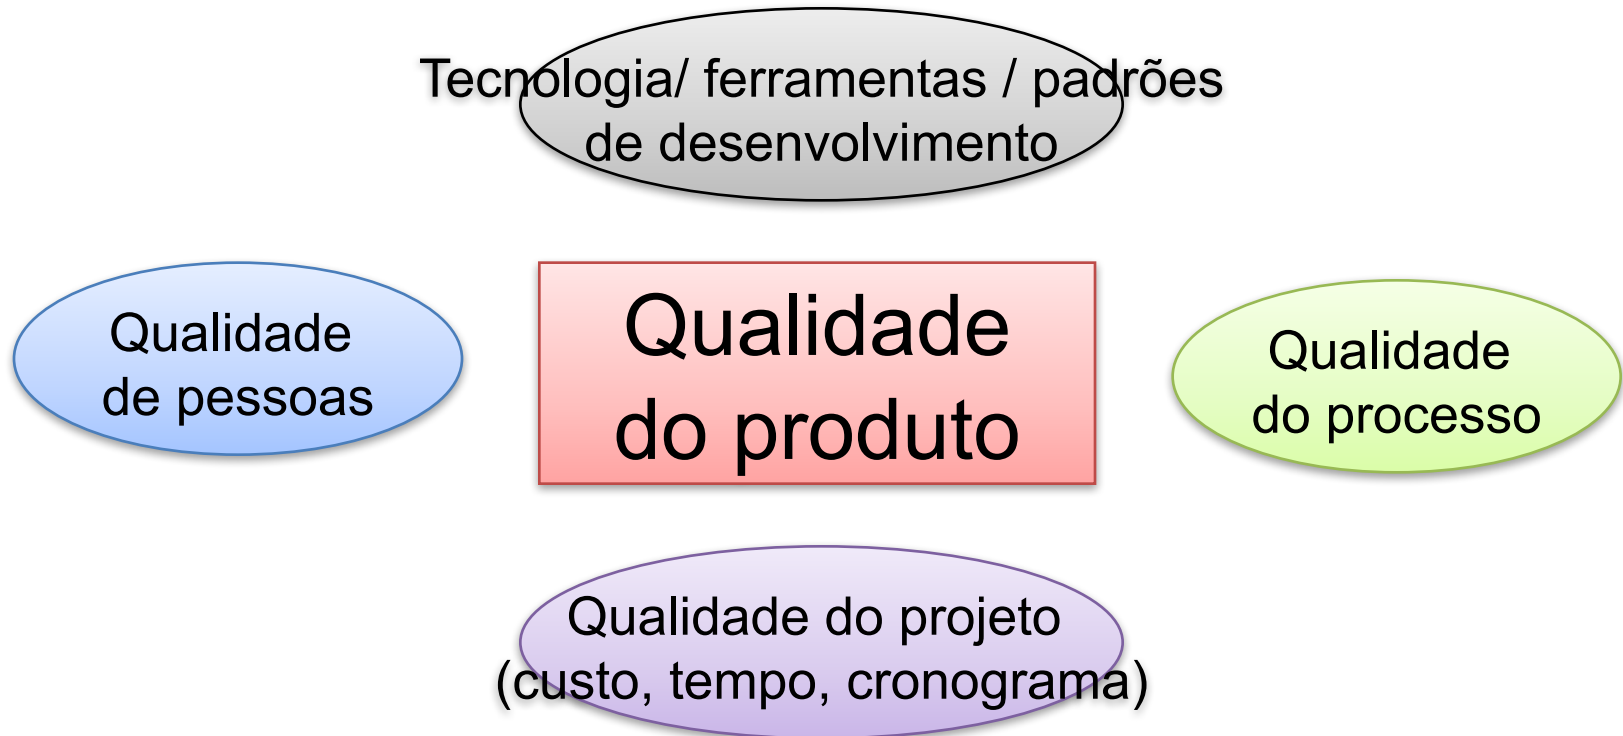 Tecnologia/ ferramentas / padrões
de desenvolvimento
Qualidade
de pessoas
Qualidade
do produto
Qualidade
do processo
Qualidade do projeto
(custo, tempo, cronograma)